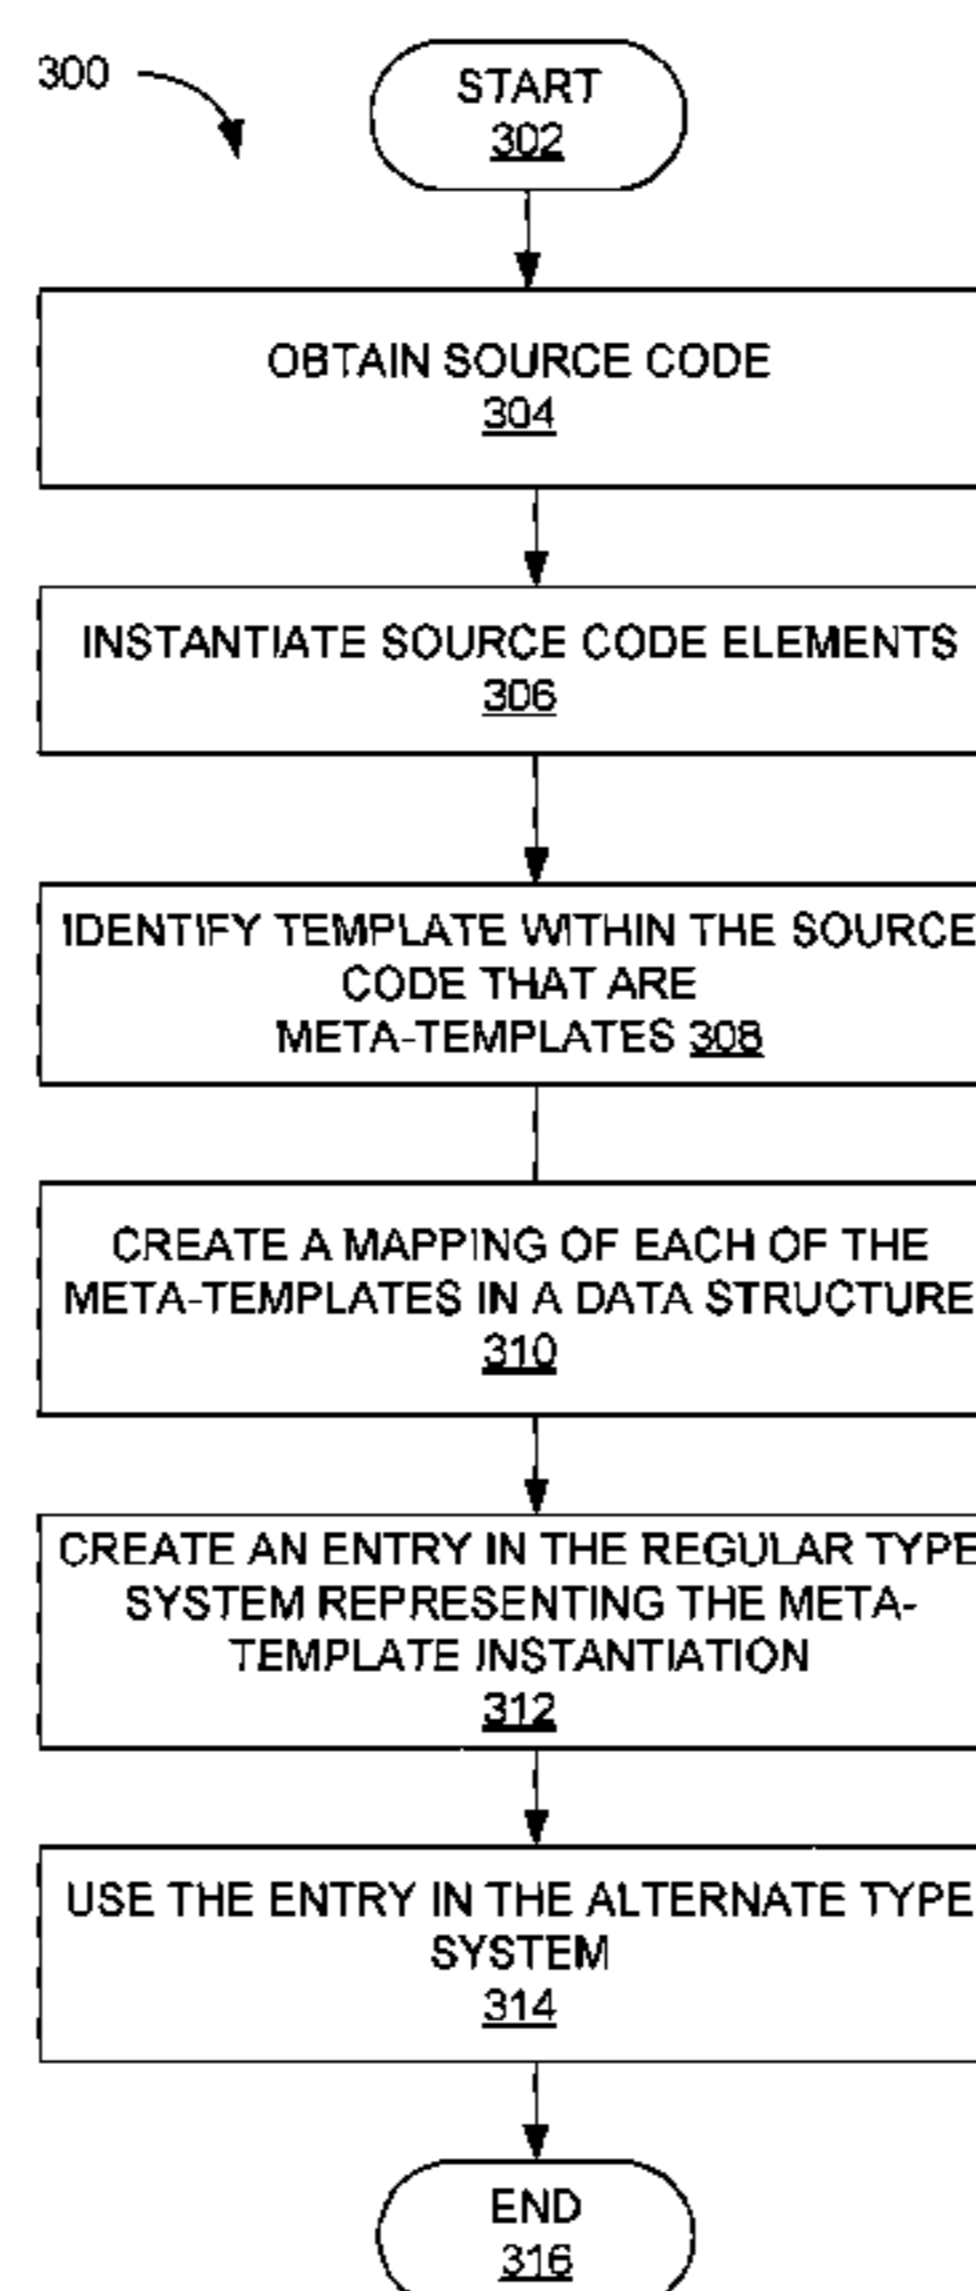 300
START
302
OBTAIN SOURCE CODE
304
INSTANTIATE SOURCE CODE ELEMENTS
306
IDENTIFY TEMPLATE WITHIN THE SOURCE
CODE THAT ARE
META-TEMPLATES 308
CREATE A MAPPING OF EACH OF THE
META-TEMPLATES IN A DATA STRUCTURE
310
CREATE AN ENTRY IN THE REGULAR TYPE
SYSTEM REPRESENTING THE META-
TEMPLATE INSTANTIATION
312
USE THE ENTRY IN THE ALTERNATE TYPE
SYSTEM
314
END
316